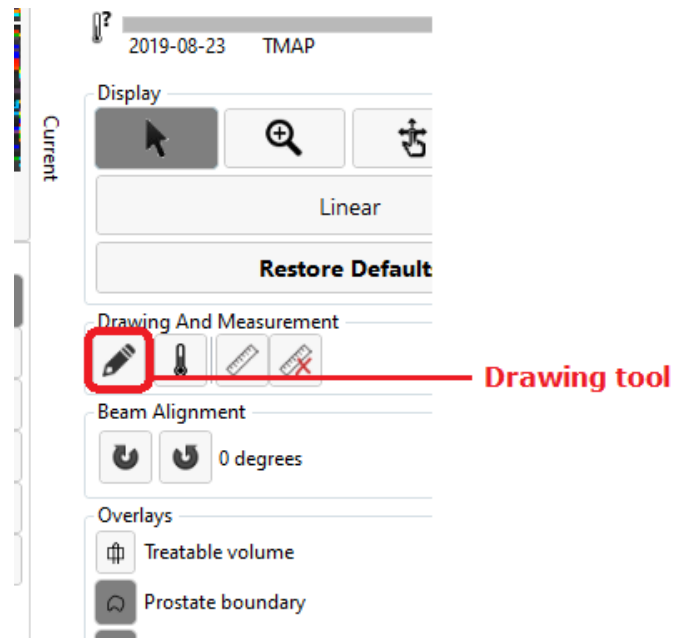 ?
2019-08-23 TMAP
Display
Current
Linear
Restore Default
Drawing And Measurement
Drawing tool
Beam Alignment
0 degrees
Overlays
Treatable volume
Prostate boundary